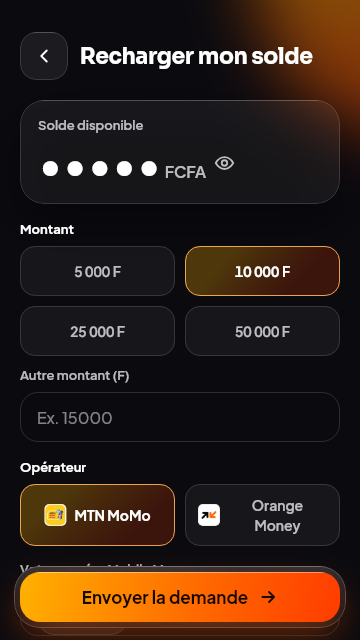 Recharger mon solde
Solde disponible
●●●●● FCFA
Montant
5 000 F
10 000 F
25 000 F
50 000 F
Autre montant (F)
Ex. 15000
Opérateur
MTN MoMo
Orange
Money
Envoyer la demande →